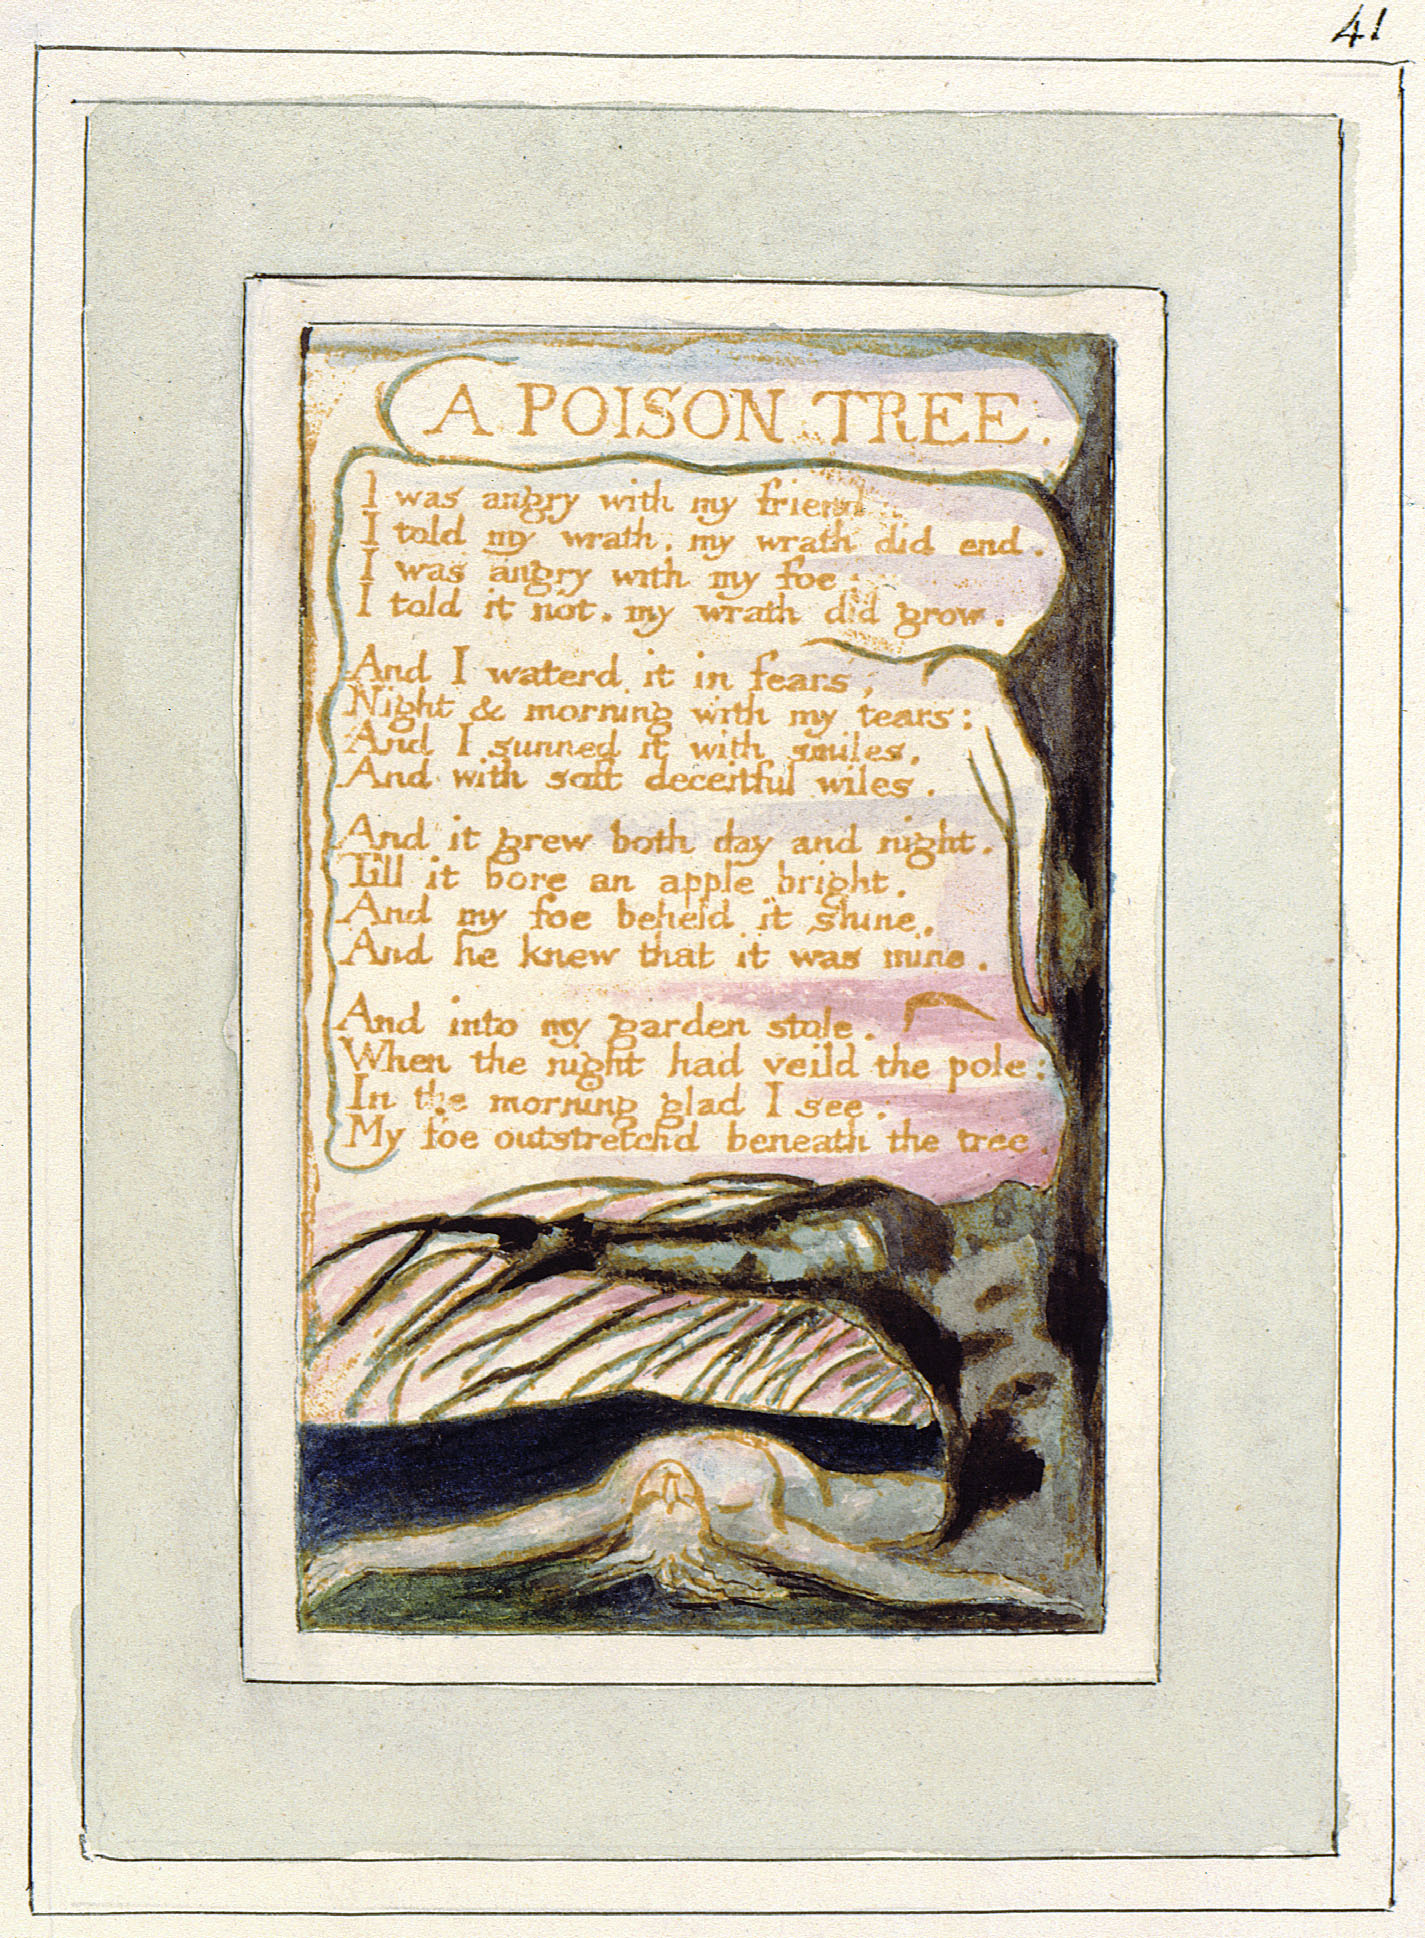 41
A POISON TREE.
I was angry with my friend:
I told my wrath, my wrath did end.
I was angry with my foe:
I told it not, my wrath did grow.
And I waterd it in fears,
Night & morning with my tears:
And I sunned it with smiles,
And with soft deceitful wiles.
And it grew both day and night,
Till it bore an apple bright.
And my foe beheld it shine,
And he knew that it was mine.
And into my garden stole.
When the night had veild the pole:
In the morning glad I see:
My foe outstretchd beneath the tree.